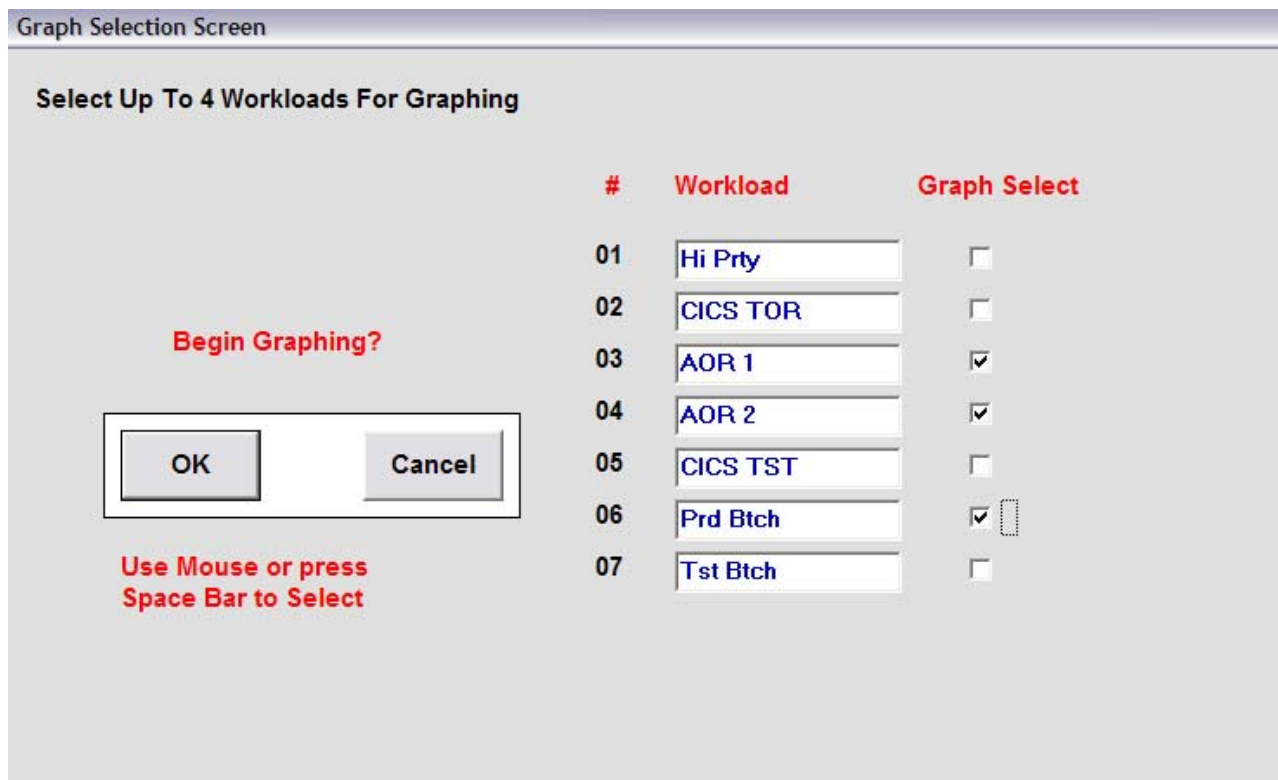 Graph Selection Screen
Select Up To 4 Workloads For Graphing
# Workload Graph Select
01 Hi Prty
02 CICS TOR
Begin Graphing?
03 AOR 1
04 AOR 2
OK Cancel
05 CICS TST
06 Prd Btch
Use Mouse or press
Space Bar to Select
07 Tst Btch